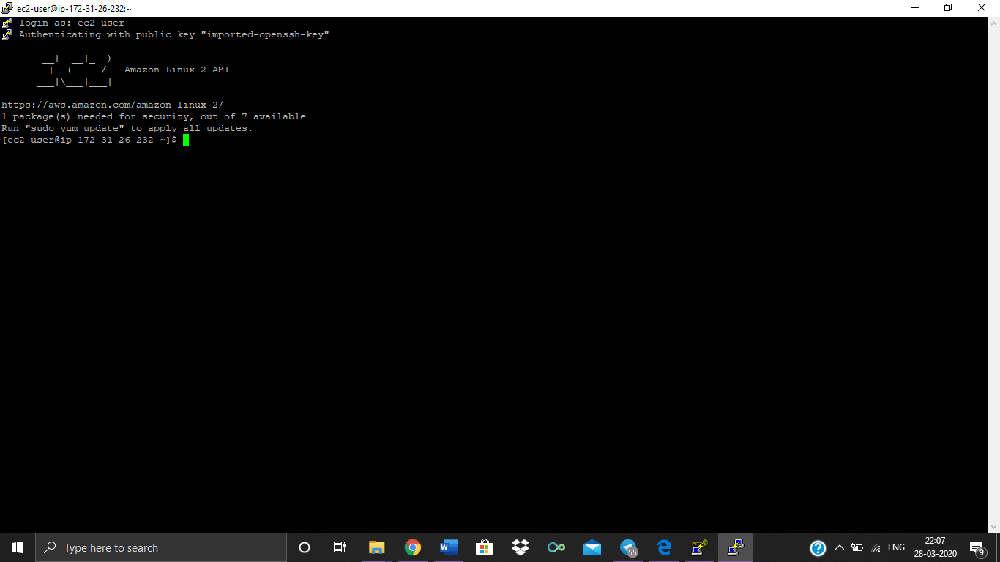 ec2-user@ip-172-31-26-232:~
login as: ec2-user
Authenticating with public key "imported-openssh-key"
       __|  __|_  )
       _|  (     /   Amazon Linux 2 AMI
      ___|\___|___|
https://aws.amazon.com/amazon-linux-2/
1 package(s) needed for security, out of 7 available
Run "sudo yum update" to apply all updates.
[ec2-user@ip-172-31-26-232 ~]$
Type here to search
W
55
ENG
22:07
28-03-2020
9